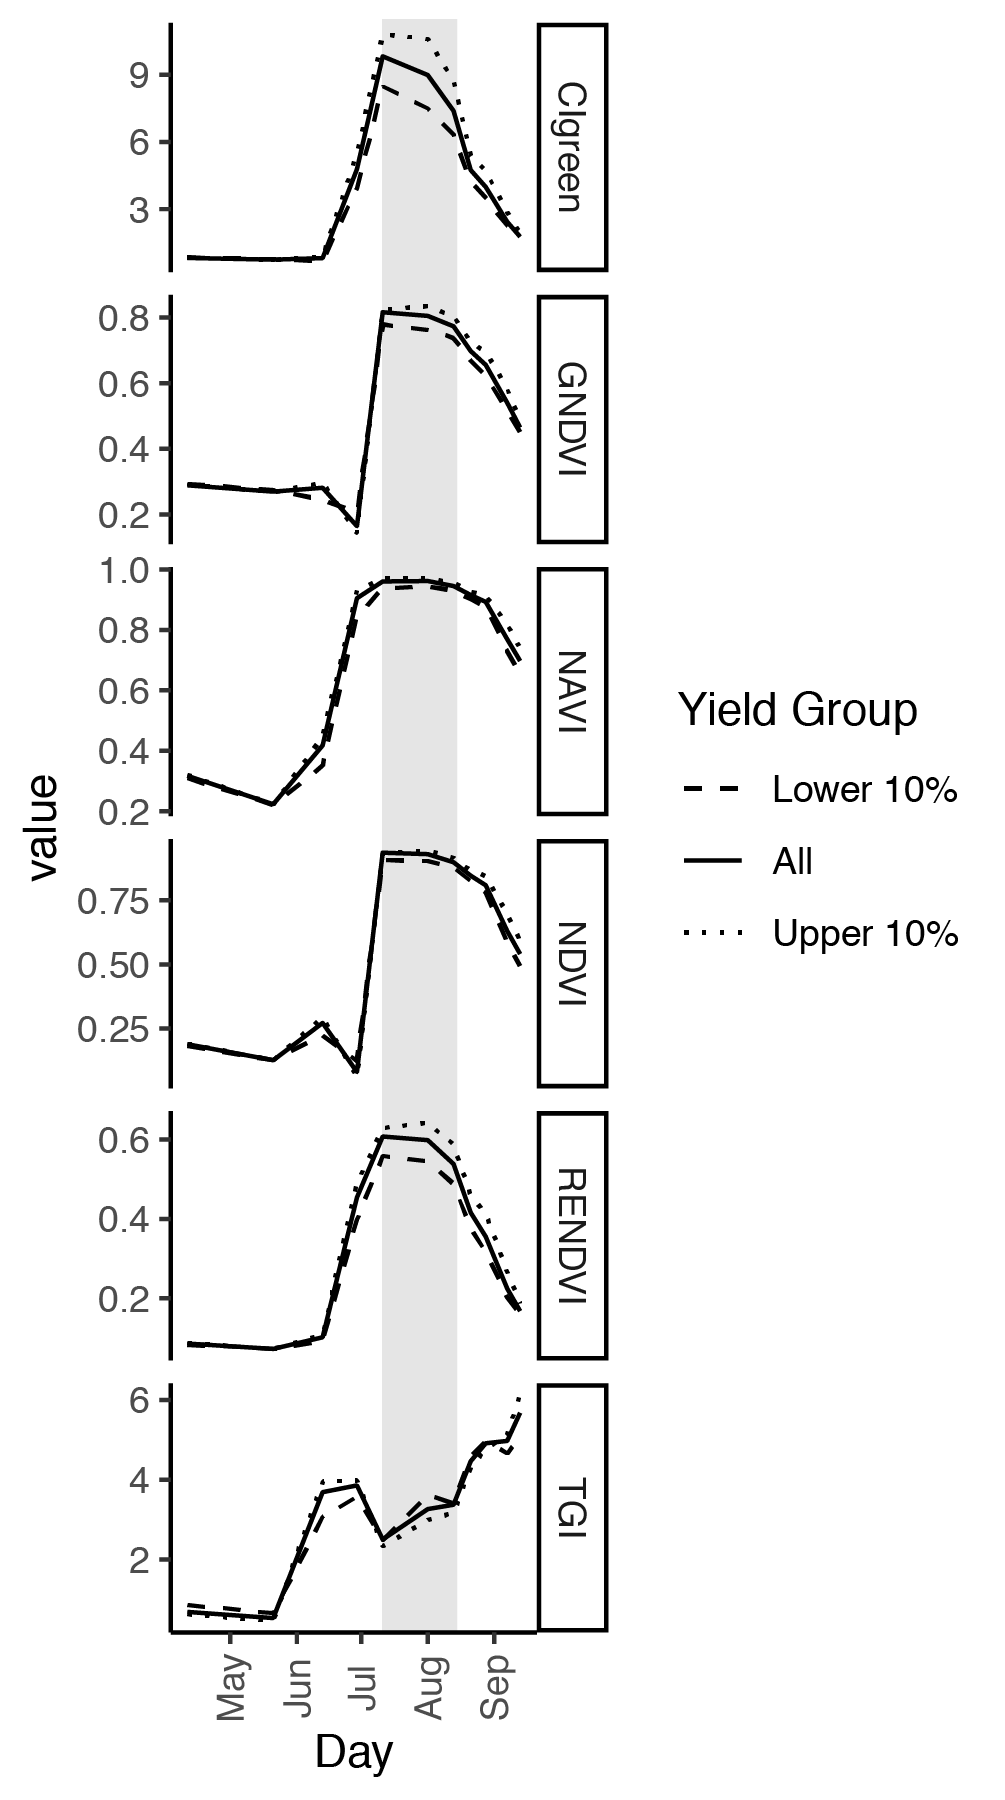 9
6
3
CIgreen
0.8
0.6
0.4
0.2
GNDVI
1.0
0.8
0.6
0.4
0.2
NAVI
0.75
0.50
0.25
NDVI
0.6
0.4
0.2
RENDVI
6
4
2
TGI
value
May
Jun
Jul
Aug
Sep
Day
Yield Group
Lower 10%
All
Upper 10%